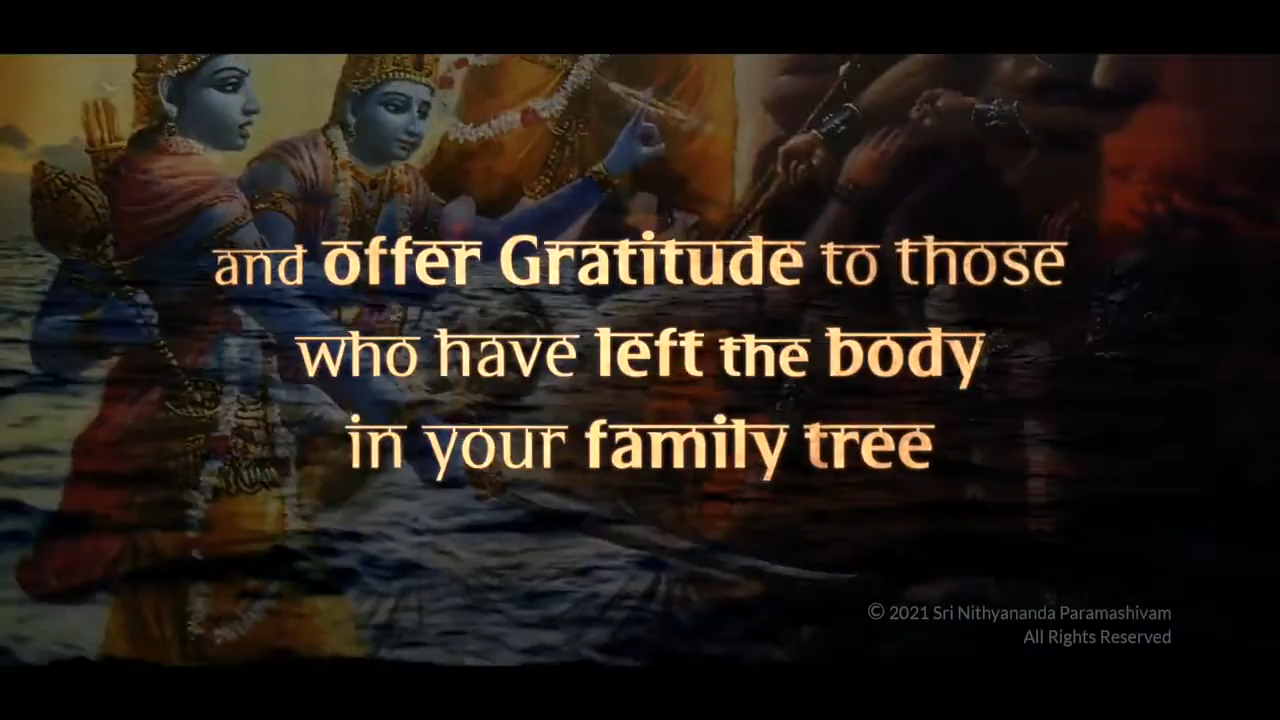 and offer Gratitude to those
who have left the body
in your family tree
© 2021 Sri Nithyananda Paramashivam
All Rights Reserved